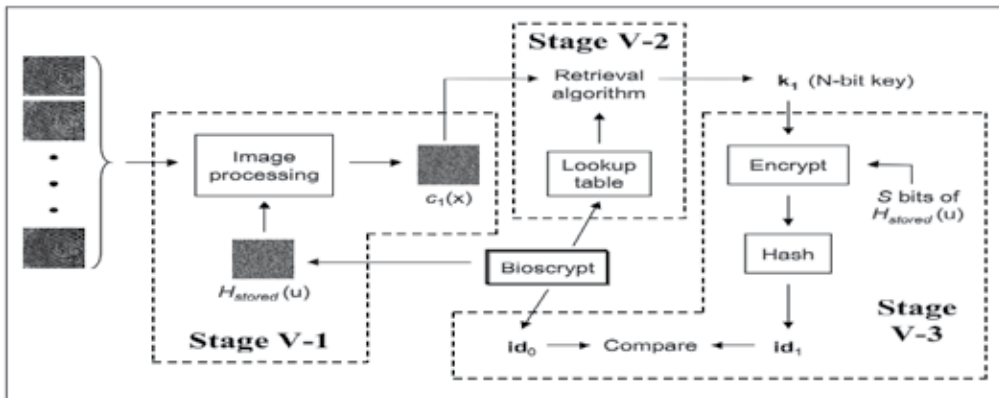 Stage V-2
Retrieval
algorithm
k₁ (N-bit key)
Image
processing
c₁(x)
Lookup
table
Encrypt
S bits of
Hstored (u)
Hash
Bioscrypt
Hstored (u)
Stage V-1
Stage
V-3
id₀
Compare
id₁